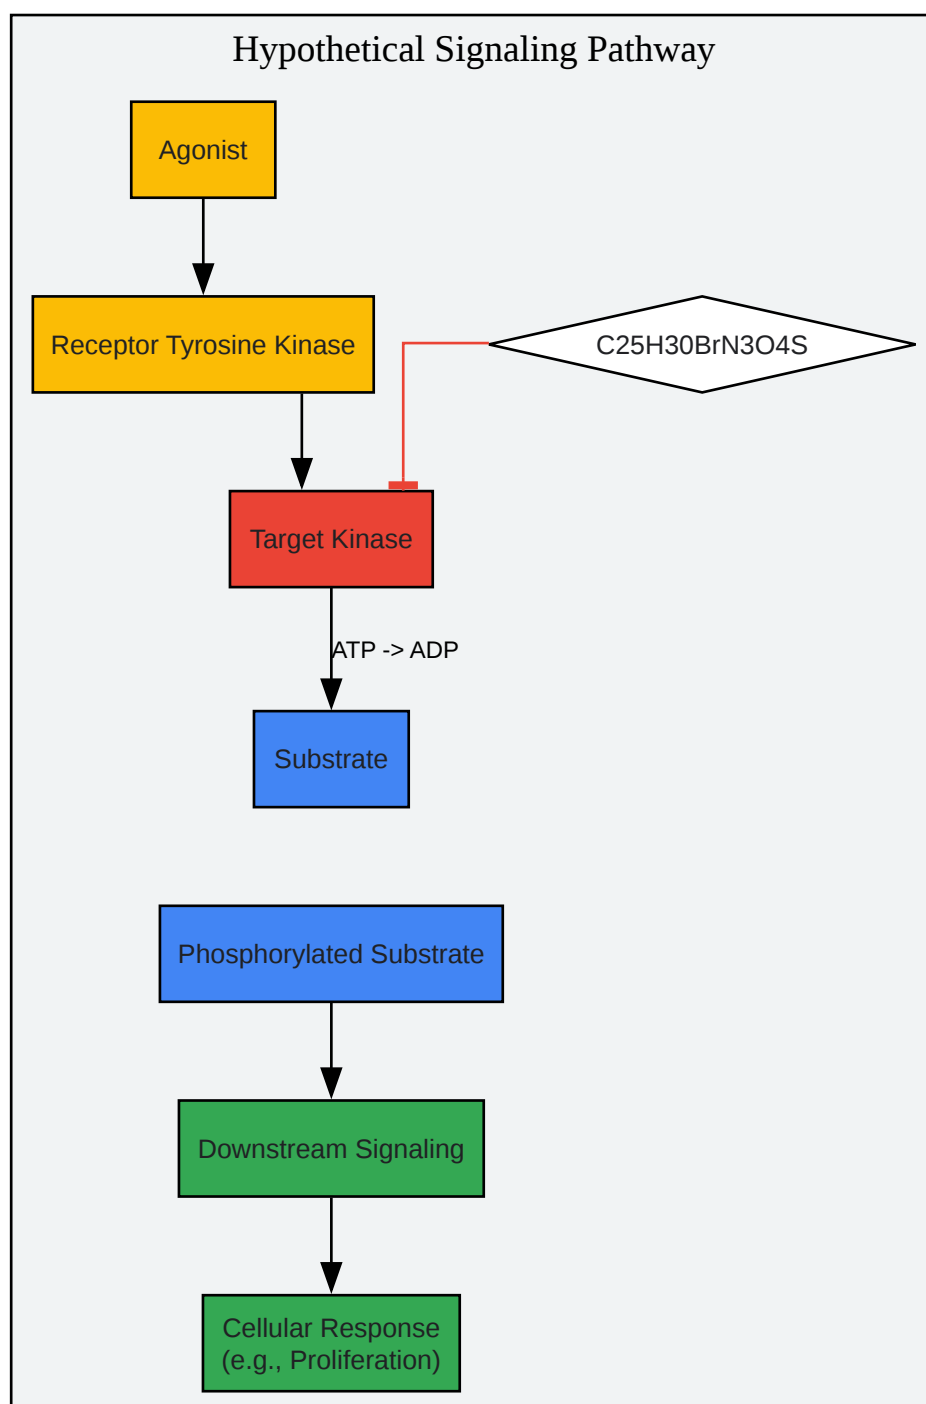 Hypothetical Signaling Pathway
Agonist
Receptor Tyrosine Kinase
C25H30BrN3O4S
Target Kinase
ATP -> ADP
Substrate
Phosphorylated Substrate
Downstream Signaling
Cellular Response
(e.g., Proliferation)